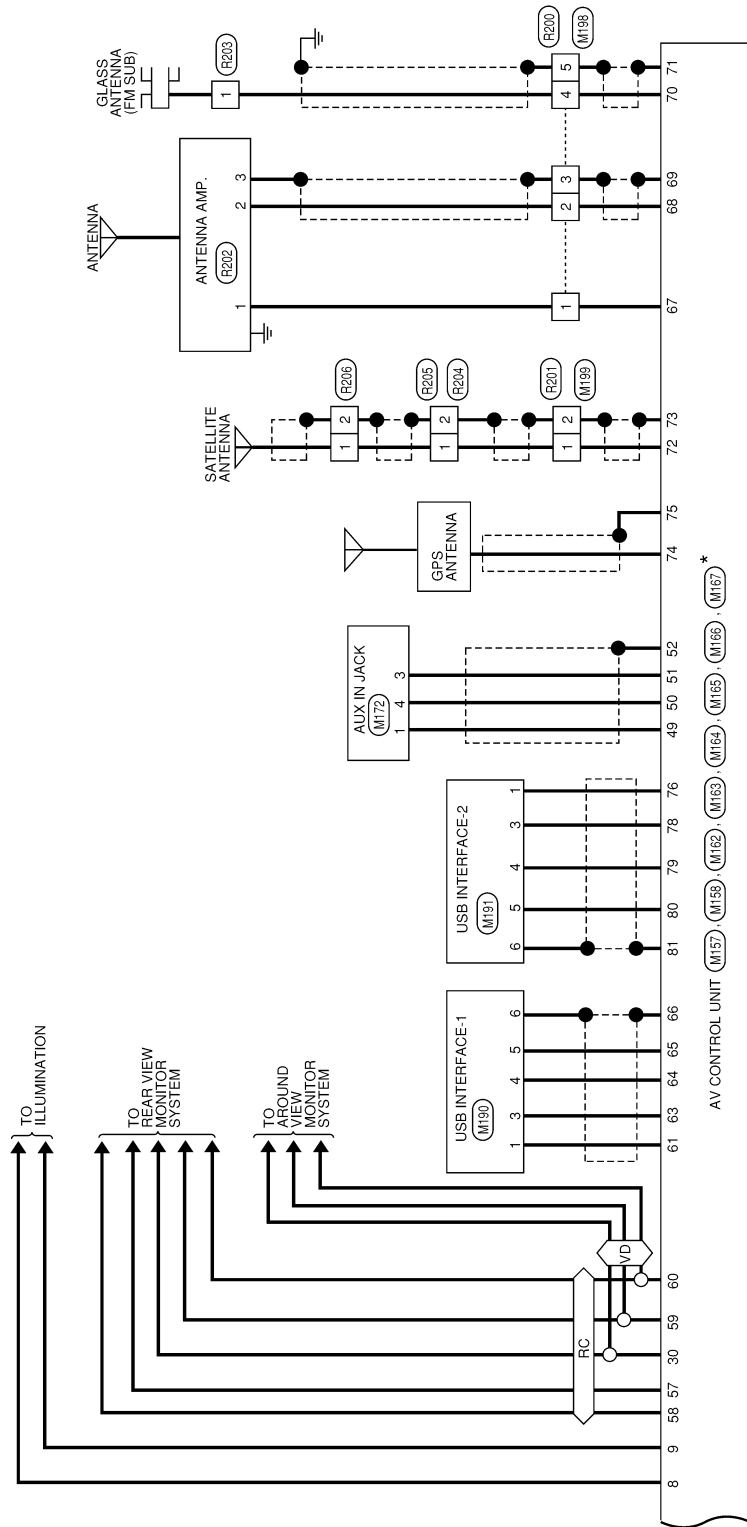 TO
ILLUMINATION
TO
REAR VIEW
MONITOR
SYSTEM
TO
AROUND
VIEW
MONITOR
SYSTEM
RC
VD
8
9
58
57
30
59
60
USB INTERFACE-1
M190
1
3
4
5
6
61
63
64
65
66
USB INTERFACE-2
M191
6
5
4
3
1
81
80
79
78
76
AUX IN JACK
M172
1
4
3
49
50
51
52
GPS
ANTENNA
74
75
SATELLITE
ANTENNA
1 2
R206
1 2
R205
R204
1 2
R201
M199
72
73
ANTENNA
ANTENNA AMP.
R202
1
2
3
1
2 3
67
68
69
GLASS
ANTENNA
(FM SUB)
1
R203
4 5
R200
M198
70
71
AV CONTROL UNIT M157 , M158 , M162 , M163 , M164 , M165 , M166 , M167 *